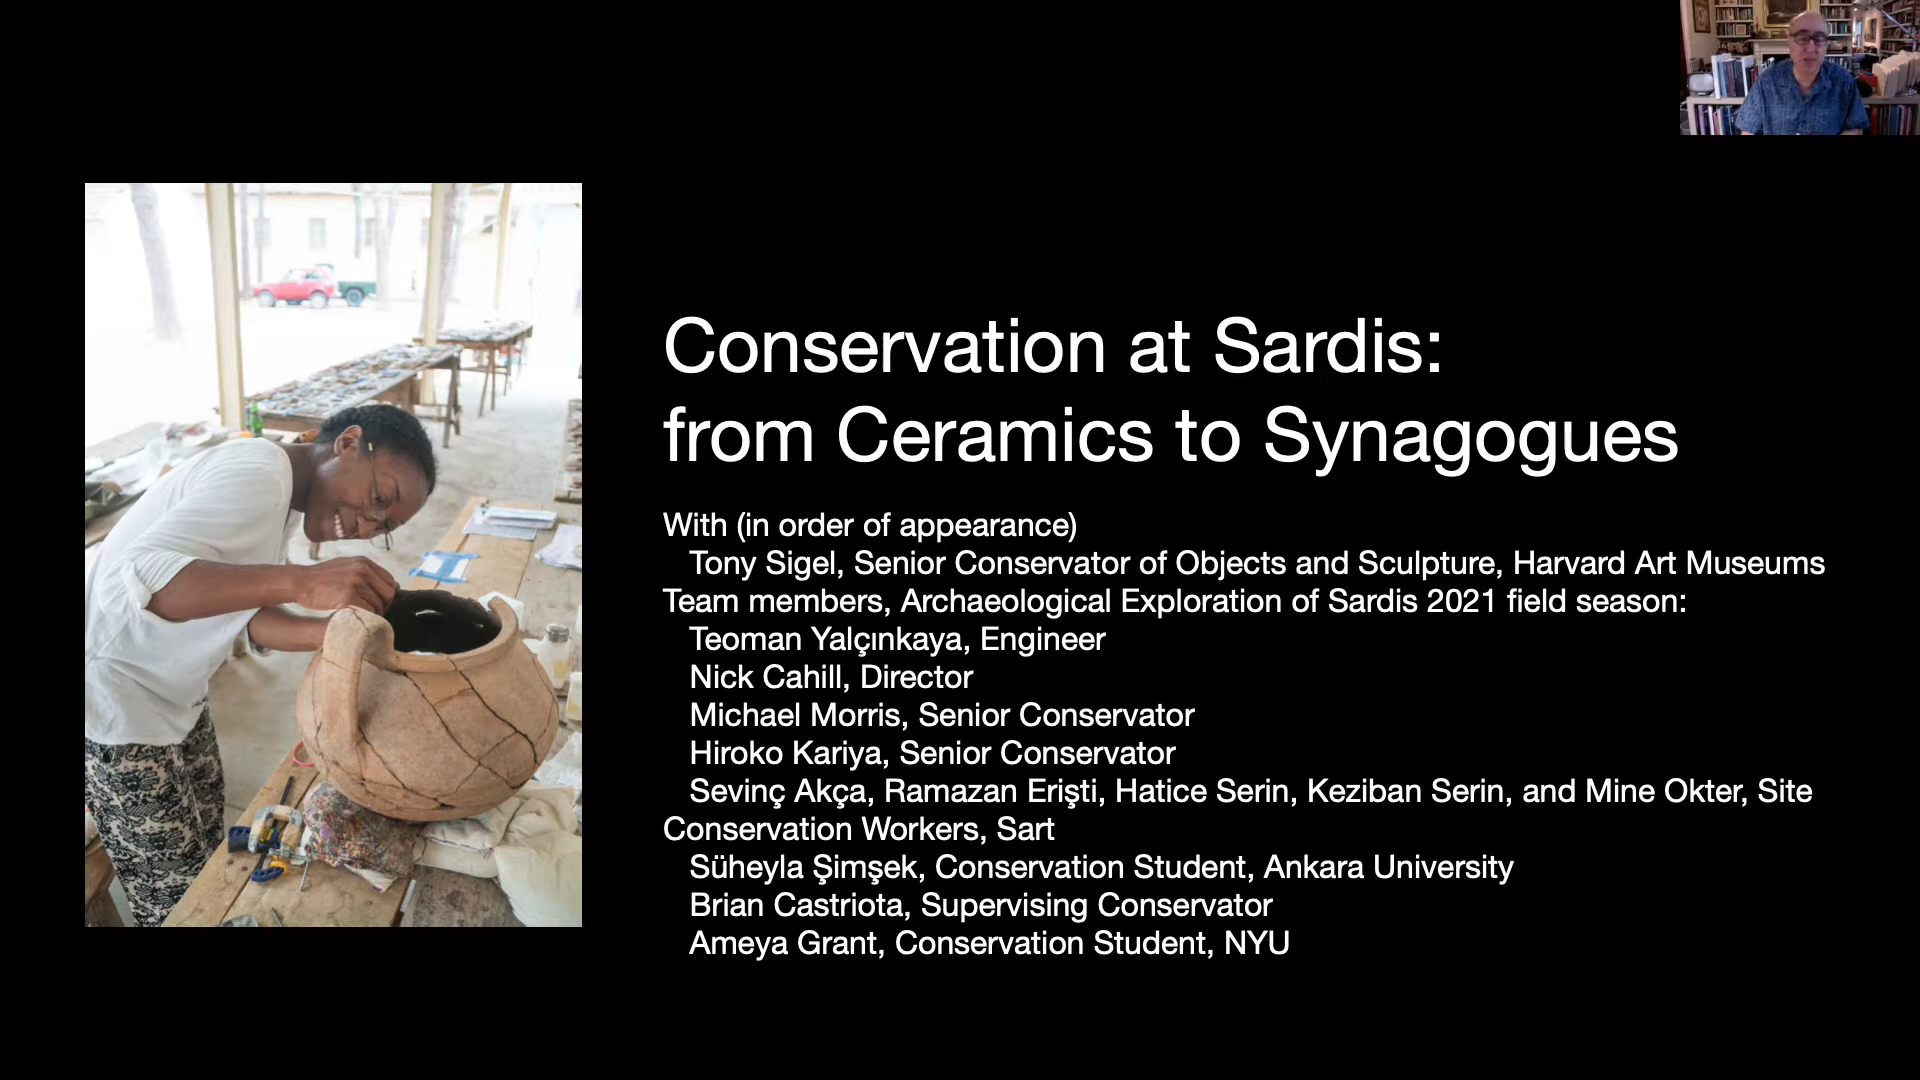 Conservation at Sardis:
from Ceramics to Synagogues
With (in order of appearance)
Tony Sigel, Senior Conservator of Objects and Sculpture, Harvard Art Museums
Team members, Archaeological Exploration of Sardis 2021 field season:
Teoman Yalçınkaya, Engineer
Nick Cahill, Director
Michael Morris, Senior Conservator
Hiroko Kariya, Senior Conservator
Sevinç Akça, Ramazan Erişti, Hatice Serin, Keziban Serin, and Mine Okter, Site
Conservation Workers, Sart
Süheyla Şimşek, Conservation Student, Ankara University
Brian Castriota, Supervising Conservator
Ameya Grant, Conservation Student, NYU